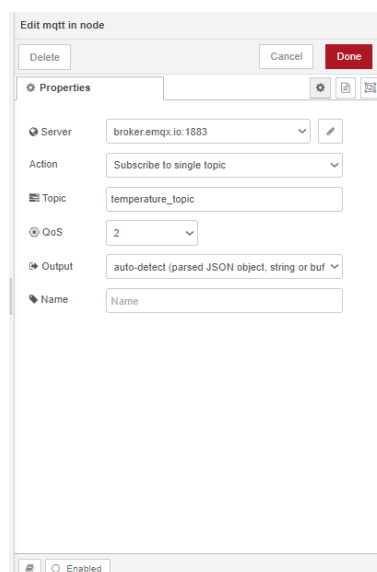 Edit mqtt in node
Delete
Cancel
Done
Properties
Server
broker.emqx.io:1883
Action
Subscribe to single topic
Topic
temperature_topic
QoS
2
Output
auto-detect (parsed JSON object, string or buf
Name
Name
Enabled